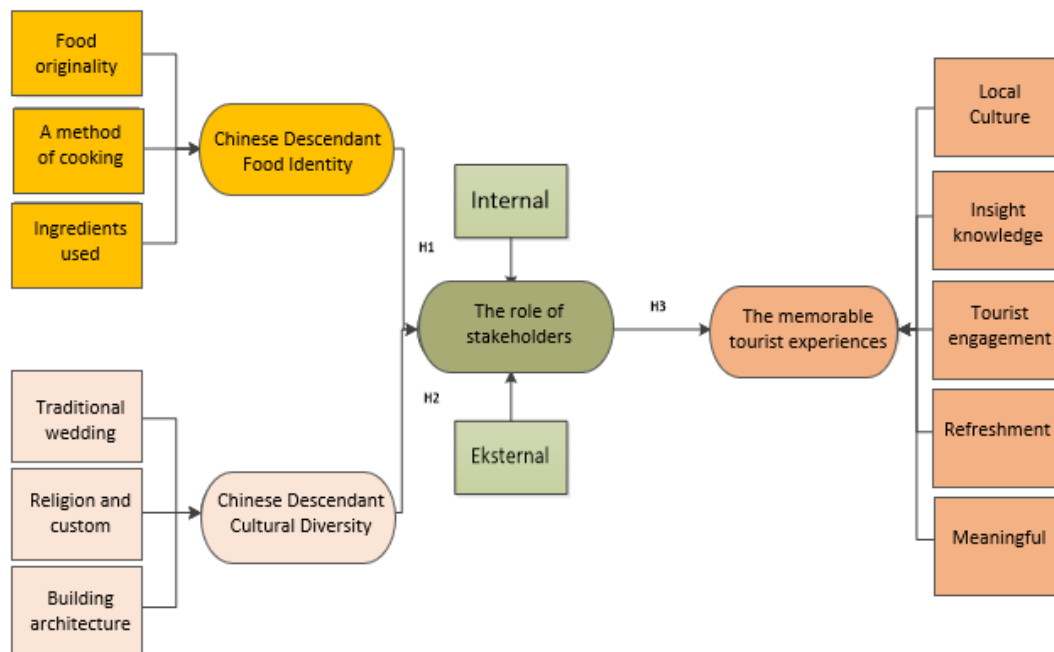 Food
originality
A method
of cooking
Ingredients
used
Chinese Descendant
Food Identity
H1
Internal
The role of
stakeholders
H3
The memorable
tourist experiences
Local
Culture
Insight
knowledge
Tourist
engagement
Refreshment
Meaningful
H2
Eksternal
Traditional
wedding
Religion and
custom
Building
architecture
Chinese Descendant
Cultural Diversity